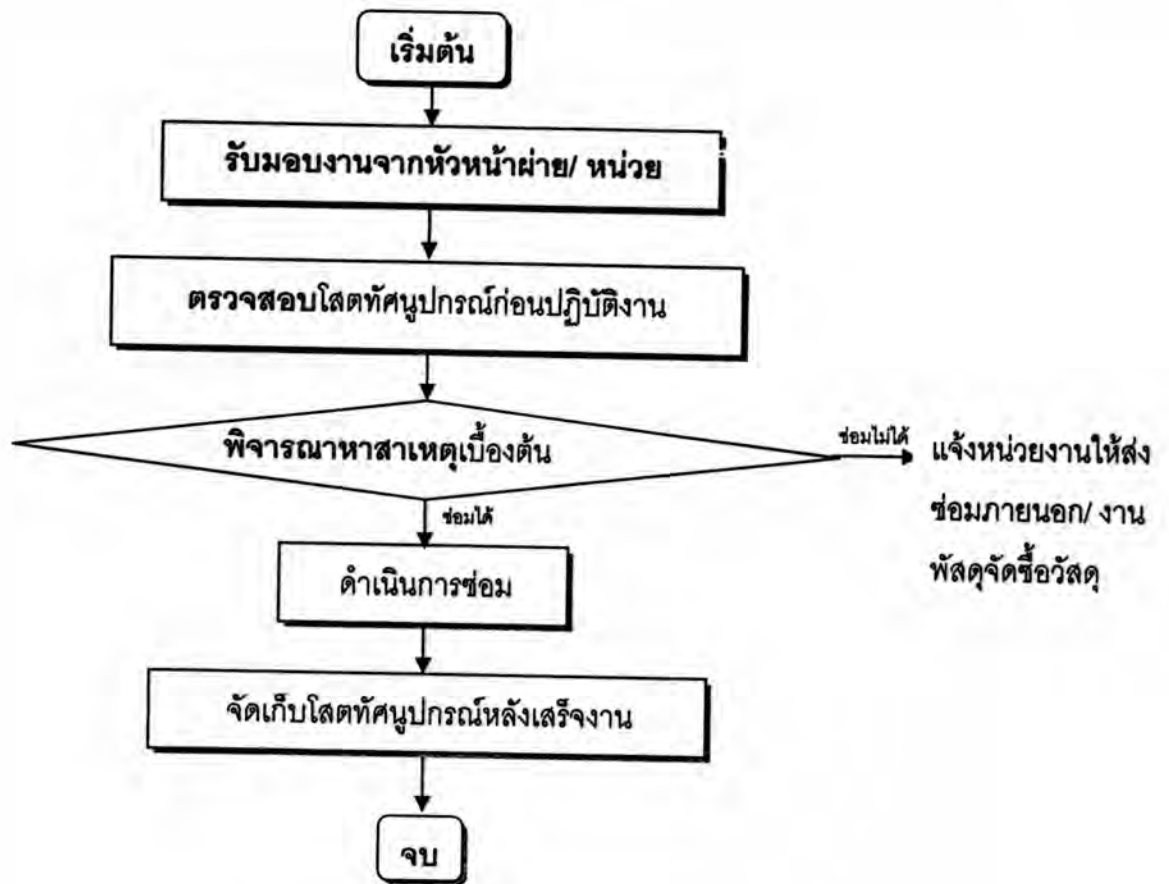 เริ่มต้น
รับมอบงานจากหัวหน้าฝ่าย/ หน่วย
ตรวจสอบโสตทัศนูปกรณ์ก่อนปฏิบัติงาน
พิจารณาหาสาเหตุเบื้องต้น
ซ่อมไม่ได้
แจ้งหน่วยงานให้ส่ง
ซ่อมภายนอก/ งาน
พัสดุจัดซื้อวัสดุ
ซ่อมได้
ดำเนินการซ่อม
จัดเก็บโสตทัศนูปกรณ์หลังเสร็จงาน
จบ